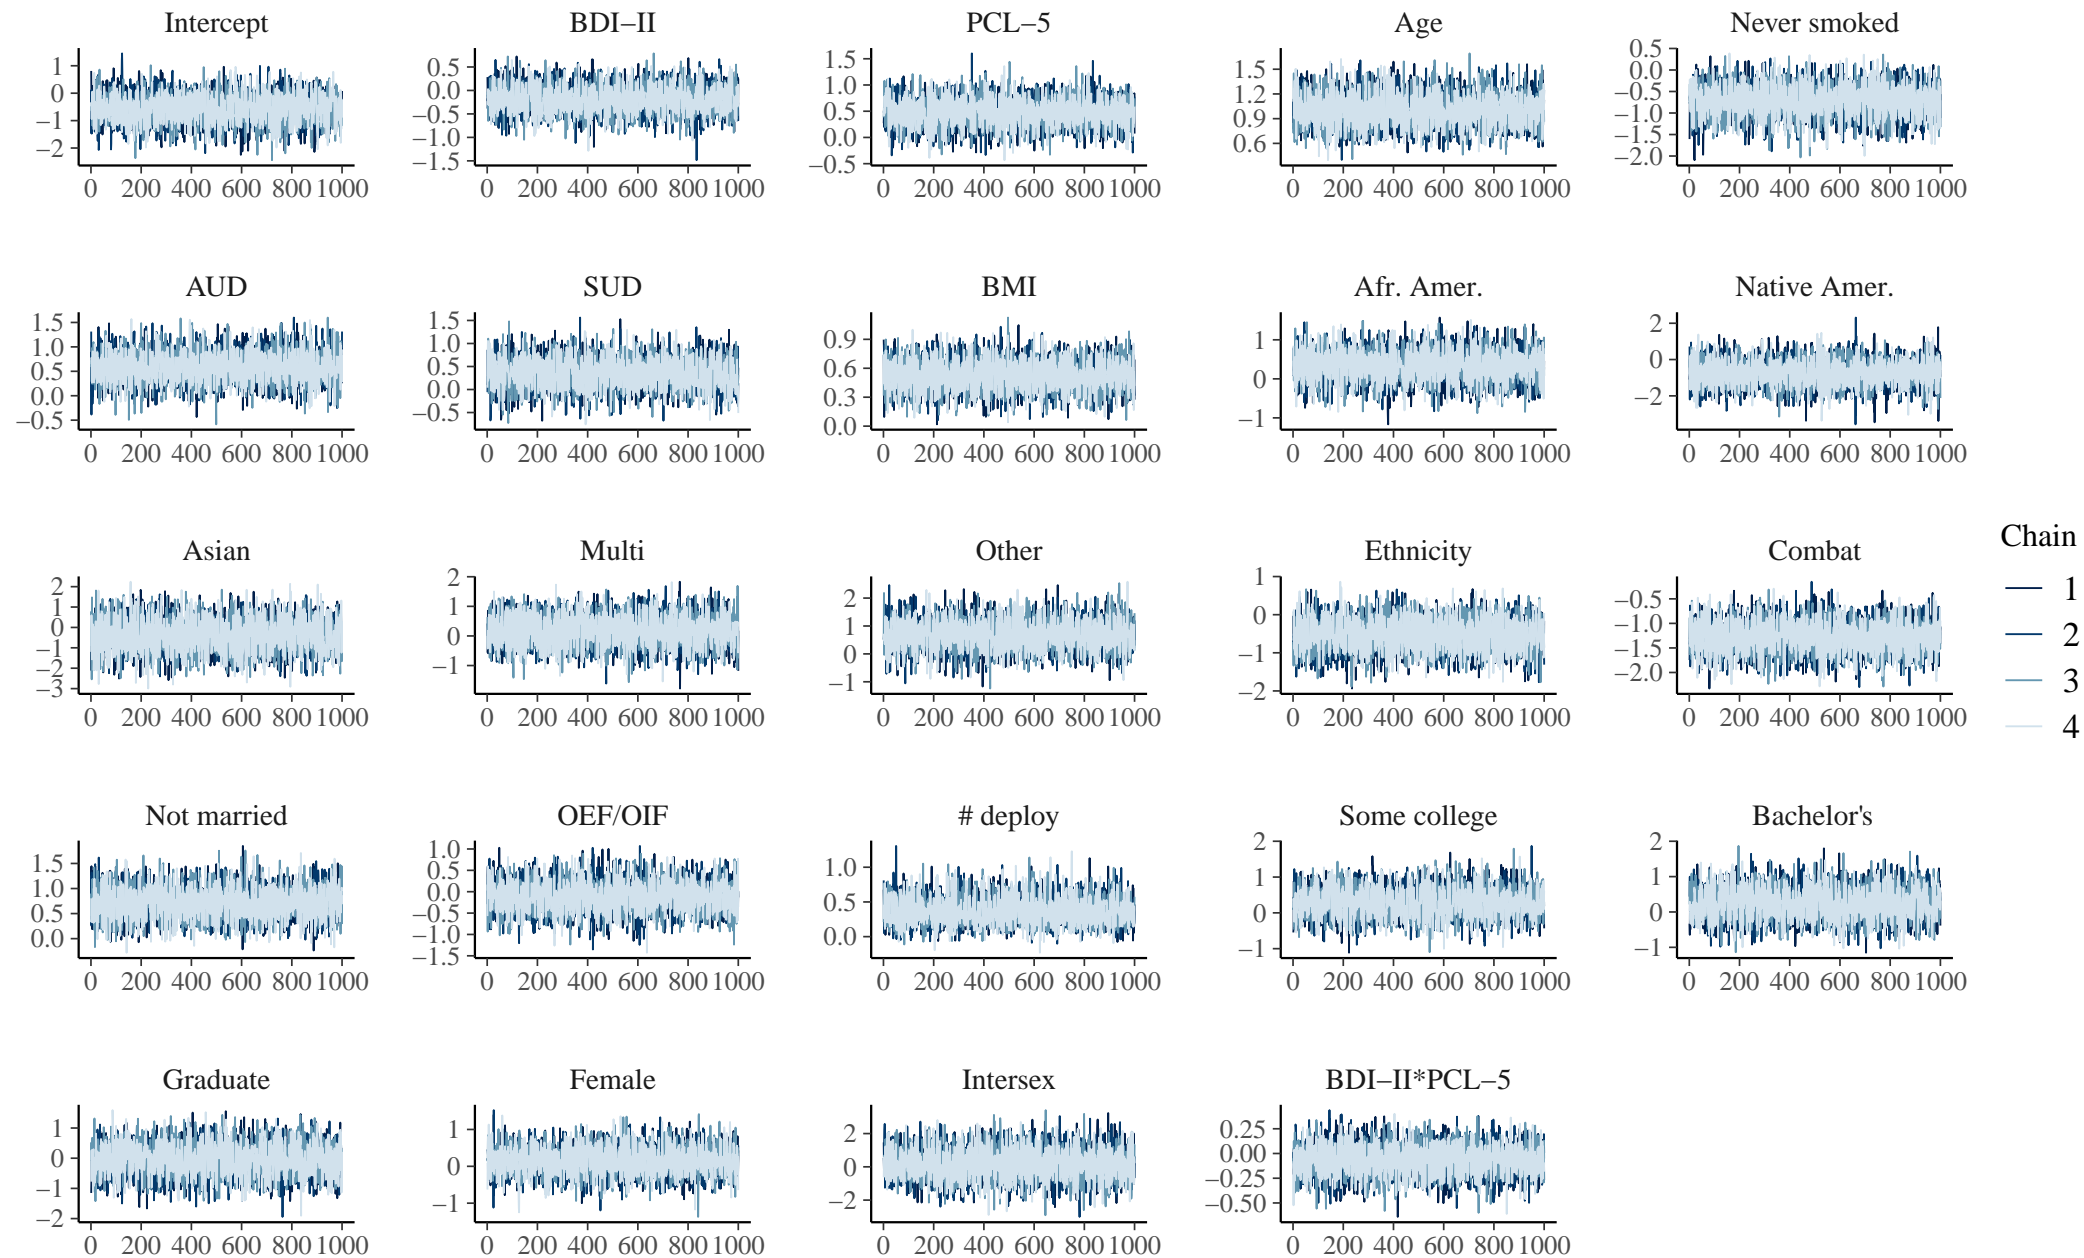 Intercept
BDI−II
PCL−5
Age
Never smoked
1
0
−1
−2
0 200 400 600 800 1000
0.5
0.0
−0.5
−1.0
−1.5
0 200 400 600 800 1000
1.5
1.0
0.5
0.0
−0.5
0 200 400 600 800 1000
1.5
1.2
0.9
0.6
0 200 400 600 800 1000
0.5
0.0
−0.5
−1.0
−1.5
−2.0
0 200 400 600 800 1000
AUD
SUD
BMI
Afr. Amer.
Native Amer.
1.5
1.0
0.5
0.0
−0.5
0 200 400 600 800 1000
1.5
1.0
0.5
0.0
−0.5
0 200 400 600 800 1000
0.9
0.6
0.3
0.0
0 200 400 600 800 1000
1
0
−1
0 200 400 600 800 1000
2
0
−2
0 200 400 600 800 1000
Asian
Multi
Other
Ethnicity
Combat
2
1
0
−1
−2
−3
0 200 400 600 800 1000
2
1
0
−1
0 200 400 600 800 1000
2
1
0
−1
0 200 400 600 800 1000
1
0
−1
−2
0 200 400 600 800 1000
−0.5
−1.0
−1.5
−2.0
0 200 400 600 800 1000
Chain
1
2
3
4
Not married
OEF/OIF
# deploy
Some college
Bachelor's
1.5
1.0
0.5
0.0
0 200 400 600 800 1000
1.0
0.5
0.0
−0.5
−1.0
−1.5
0 200 400 600 800 1000
1.0
0.5
0.0
0 200 400 600 800 1000
2
1
0
−1
0 200 400 600 800 1000
2
1
0
−1
0 200 400 600 800 1000
Graduate
Female
Intersex
BDI−II*PCL−5
1
0
−1
−2
0 200 400 600 800 1000
1
0
−1
0 200 400 600 800 1000
2
0
−2
0 200 400 600 800 1000
0.25
0.00
−0.25
−0.50
0 200 400 600 800 1000